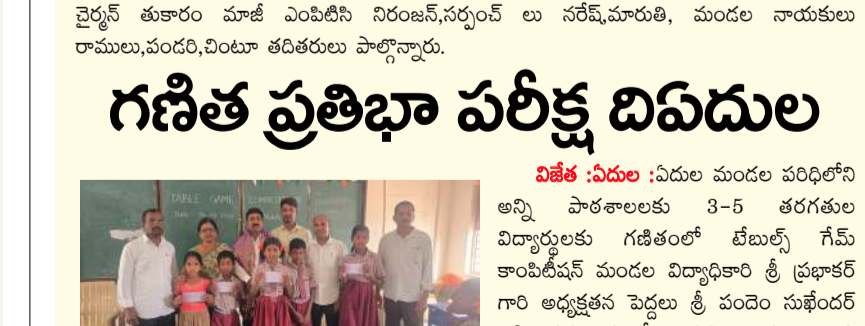 చైర్మన్ తుకారం మాజీ ఎంపిటిసి నిరంజన్,సర్పంచ్ లు నరేష్,మారుతి, మండల నాయకులు
రాములు,పండరి,చింటూ తదితరులు పాల్గొన్నారు.
గణిత ప్రతిభా పరీక్ష దిఏదుల
విజేత :ఏదుల :ఏదుల మండల పరిధిలోని
అన్ని పాఠశాలలకు 3-5 తరగతుల
విద్యార్థులకు గణితంలో టేబుల్స్ గేమ్
కాంపిటీషన్ మండల విద్యాధికారి శ్రీ ప్రభాకర్
గారి అధ్యక్షతన పెద్దలు శ్రీ పందెం సుఖేందర్
TABLE GAME